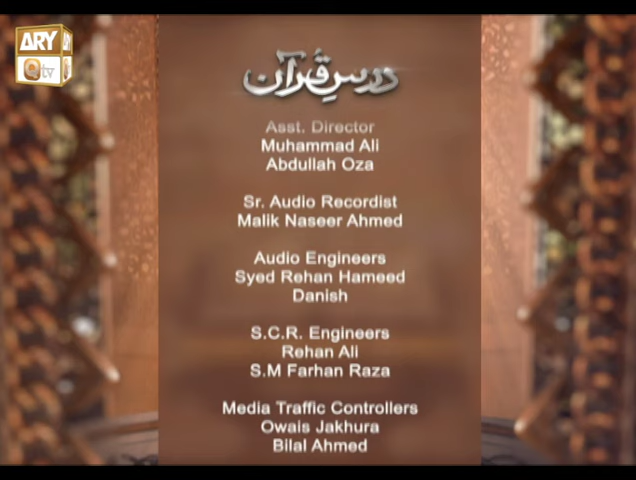 ARY
Qtv
درسِ قُرآن
Asst. Director
Muhammad Ali
Abdullah Oza
Sr. Audio Recordist
Malik Naseer Ahmed
Audio Engineers
Syed Rehan Hameed
Danish
S.C.R. Engineers
Rehan Ali
S.M Farhan Raza
Media Traffic Controllers
Owais Jakhura
Bilal Ahmed